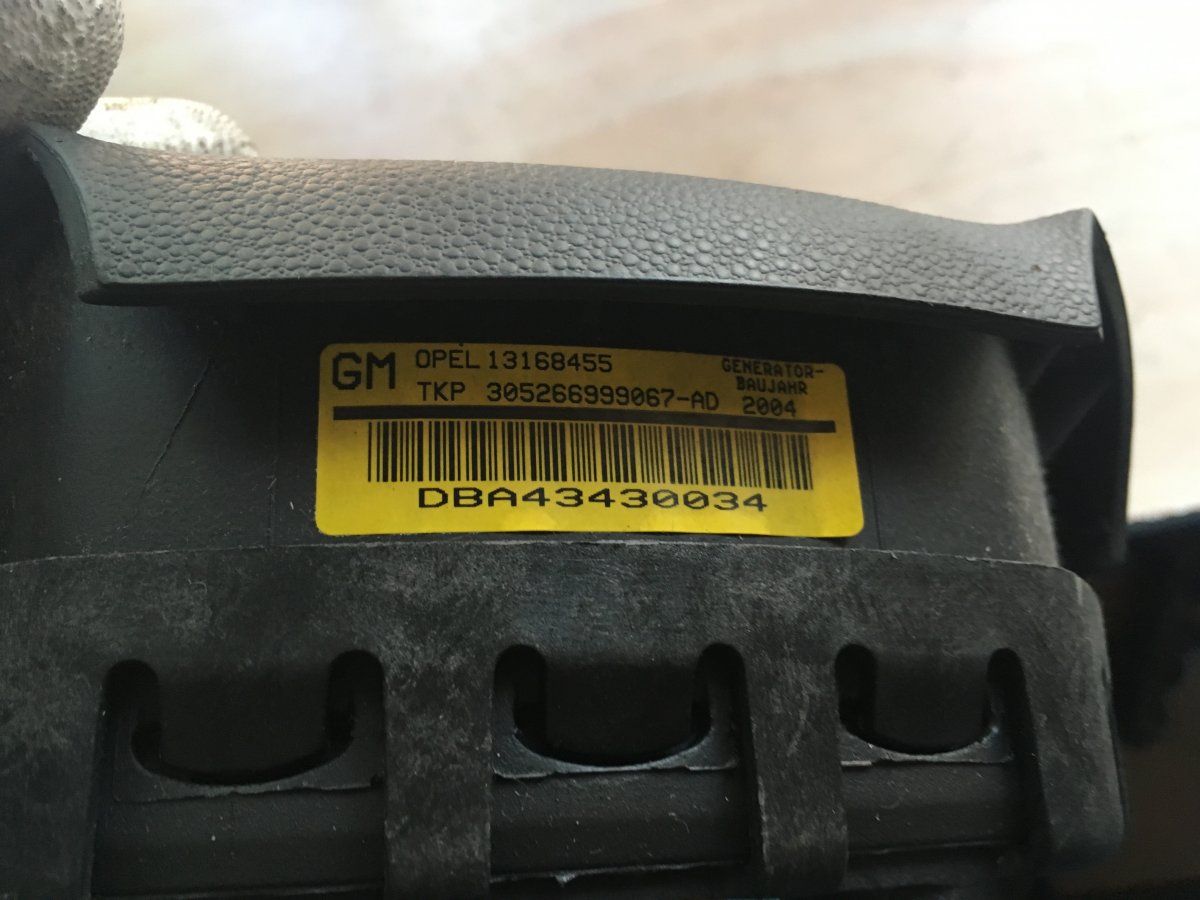 GM OPEL 13168455 GENERATOR-
BAUJAHR
TKP 305266999067-AD 2004
DBA43430034